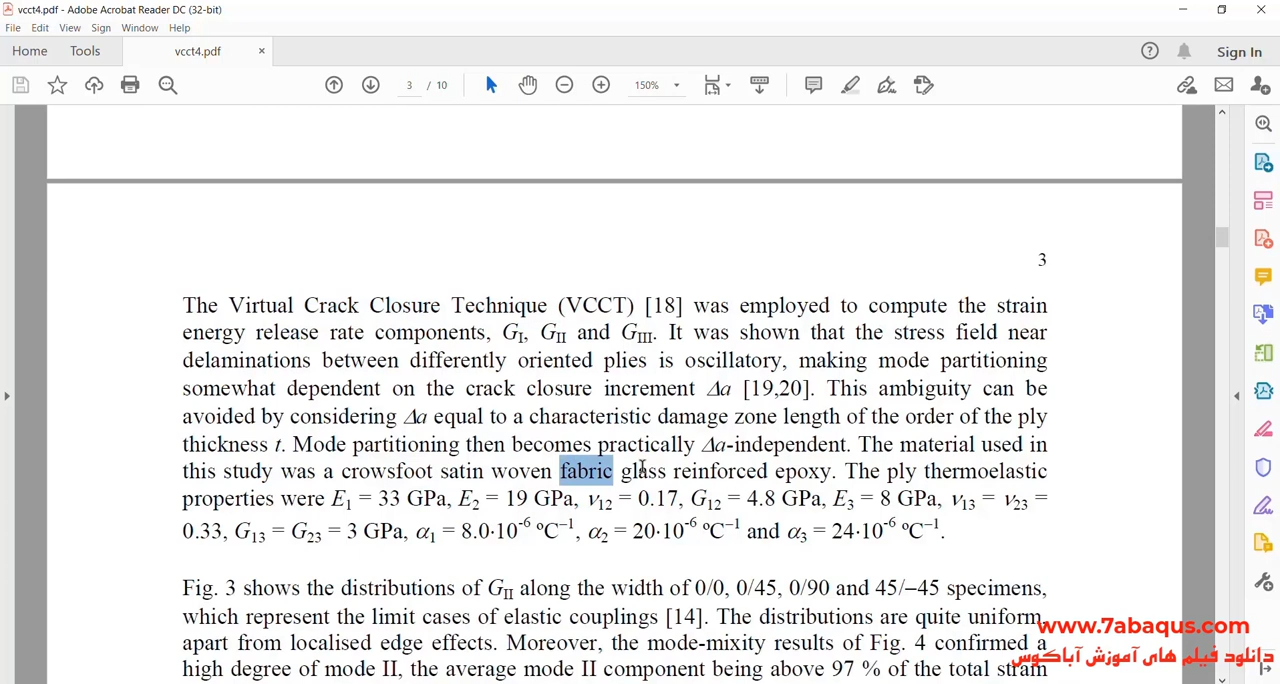 vcct4.pdf - Adobe Acrobat Reader DC (32-bit)
File Edit View Sign Window Help
Home Tools vcct4.pdf × Sign In
3 / 10 150%
3
The Virtual Crack Closure Technique (VCCT) [18] was employed to compute the strain
energy release rate components, GI, GII and GIII. It was shown that the stress field near
delaminations between differently oriented plies is oscillatory, making mode partitioning
somewhat dependent on the crack closure increment Δa [19,20]. This ambiguity can be
avoided by considering Δa equal to a characteristic damage zone length of the order of the ply
thickness t. Mode partitioning then becomes practically Δa-independent. The material used in
this study was a crowsfoot satin woven fabric glass reinforced epoxy. The ply thermoelastic
properties were E1 = 33 GPa, E2 = 19 GPa, ν12 = 0.17, G12 = 4.8 GPa, E3 = 8 GPa, ν13 = ν23 =
0.33, G13 = G23 = 3 GPa, α1 = 8.0·10-6 ºC−1, α2 = 20·10-6 ºC−1 and α3 = 24·10-6 ºC−1.
Fig. 3 shows the distributions of GII along the width of 0/0, 0/45, 0/90 and 45/−45 specimens,
which represent the limit cases of elastic couplings [14]. The distributions are quite uniform,
apart from localised edge effects. Moreover, the mode-mixity results of Fig. 4 confirmed a
high degree of mode II, the average mode II component being above 97 % of the total strain
www.7abaqus.com
دانلود فیلم های آموزش آباکوس